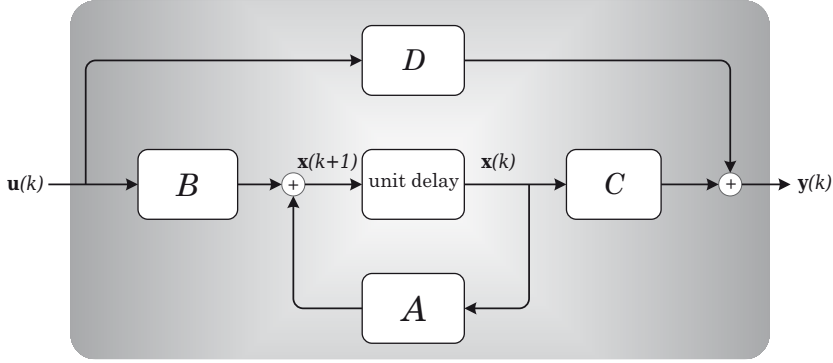 D
u(k)
B
+
x(k+1)
unit delay
x(k)
C
+
y(k)
A